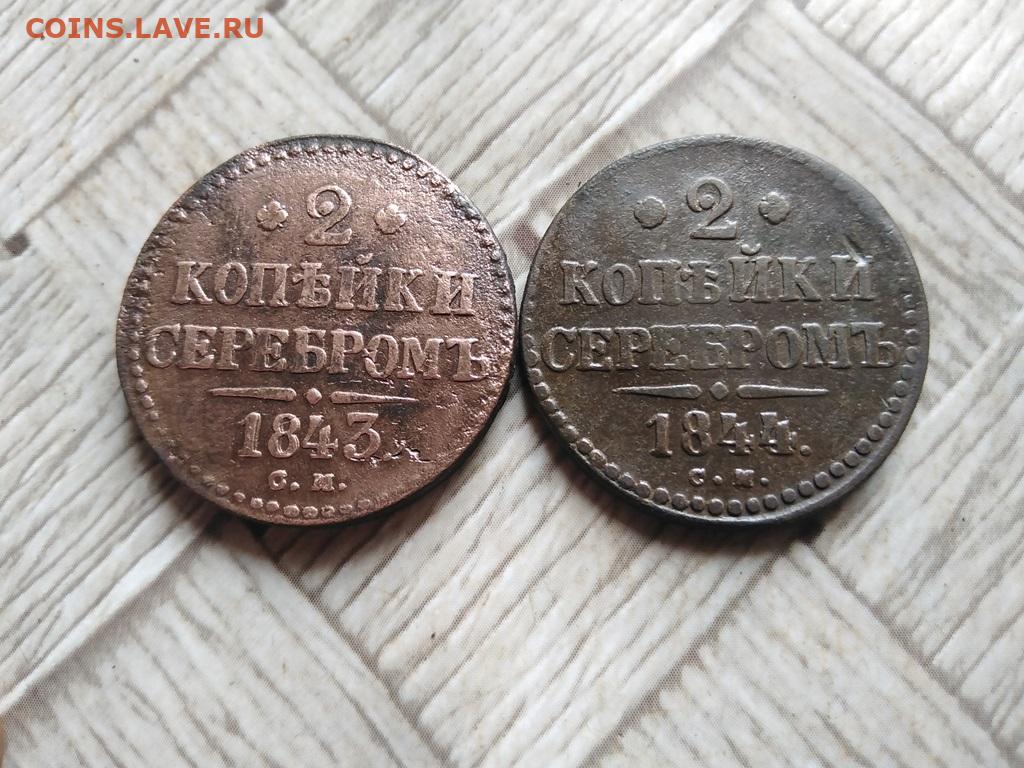 COINS.LAVE.RU
2
КОПѢЙКИ
СЕРЕБРОМЪ
1843.
С. М.
2
КОПѢЙКИ
СЕРЕБРОМЪ
1844.
С. М.